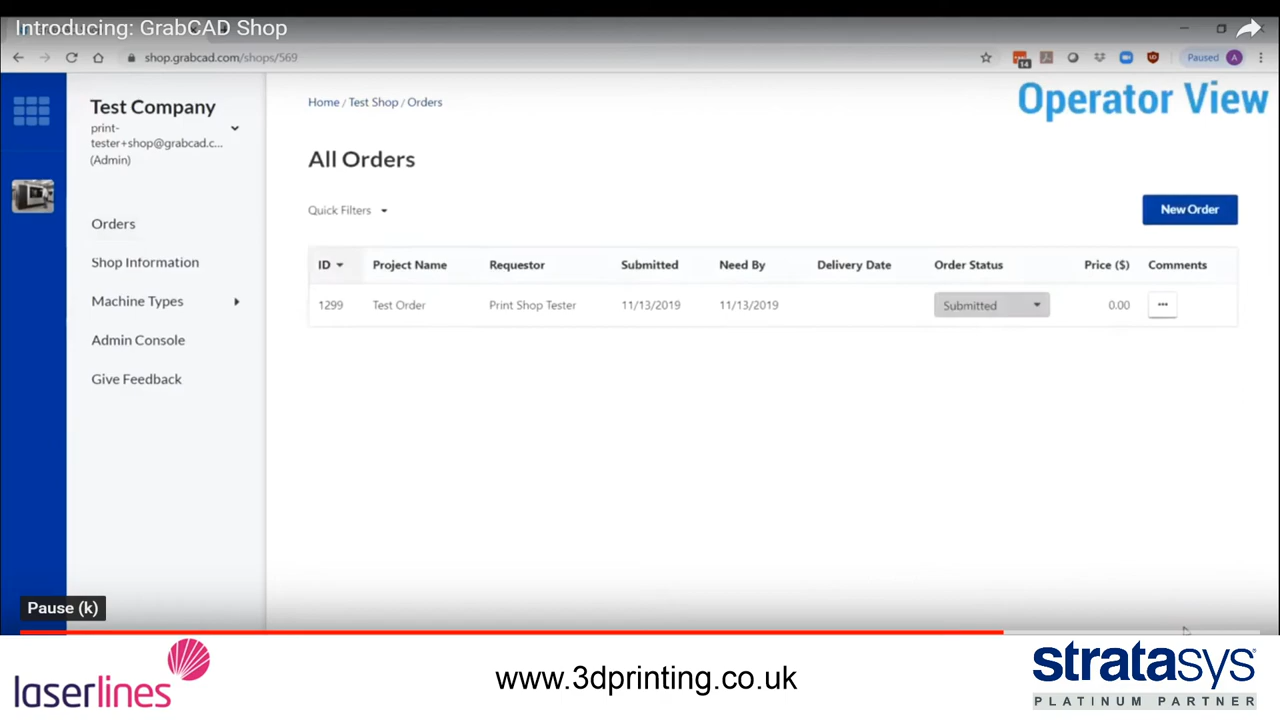 Introducing: GrabCAD Shop
shop.grabcad.com/shops/569
14
Paused
A
Operator View
Test Company
print-
tester+shop@grabcad.c...
(Admin)
Orders
Shop Information
Machine Types
Admin Console
Give Feedback
Home / Test Shop / Orders
All Orders
Quick Filters
New Order
ID Project Name Requestor Submitted Need By Delivery Date Order Status Price ($) Comments
1299 Test Order Print Shop Tester 11/13/2019 11/13/2019 Submitted 0.00 ...
Pause (k)
laserlines
www.3dprinting.co.uk
stratasys
PLATINUM PARTNER